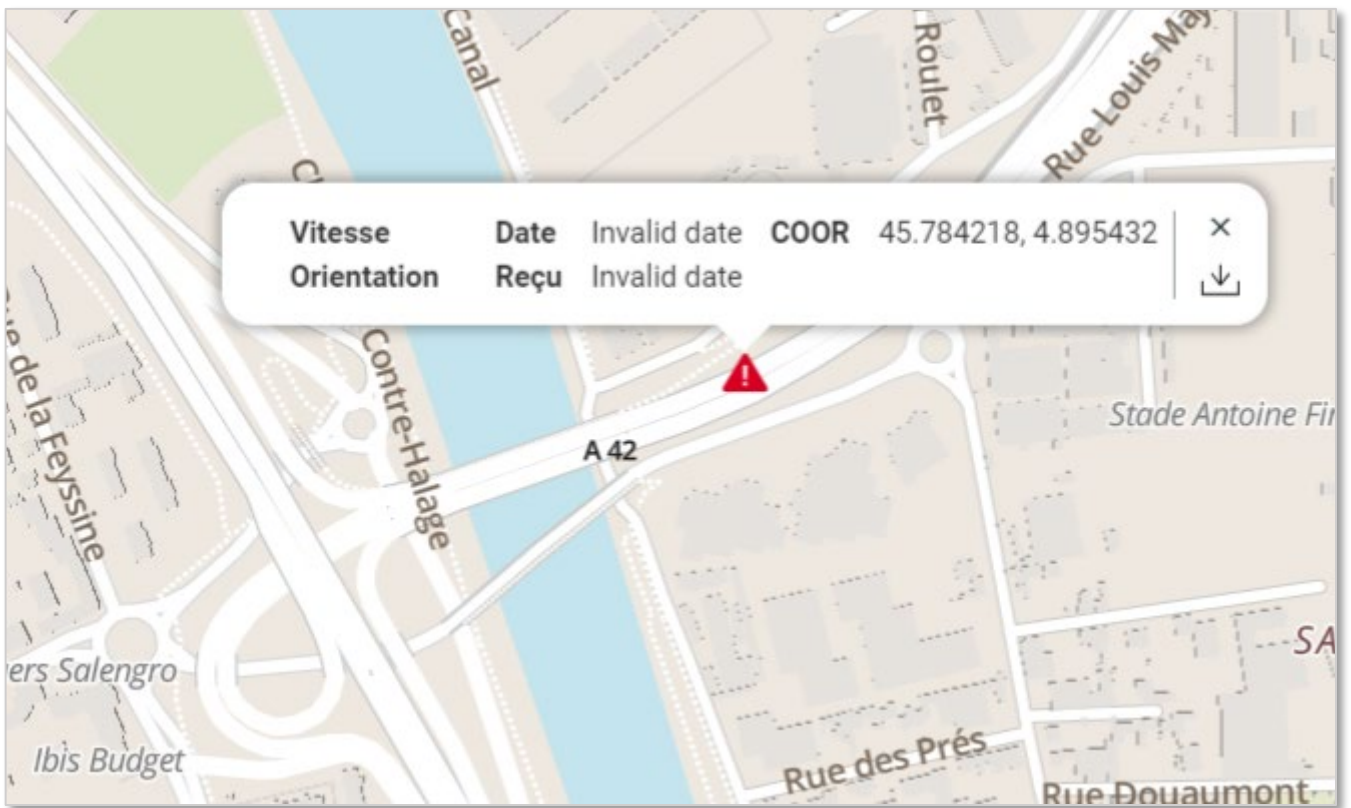 Canal
Roulet
Rue Louis May
Vitesse Date Invalid date COOR 45.784218, 4.895432
Orientation Reçu Invalid date
Contre-Halage
de la Feyssine
Stade Antoine Fir
A 42
ers Salengro
SA
Ibis Budget
Rue des Prés
Rue Douaumont